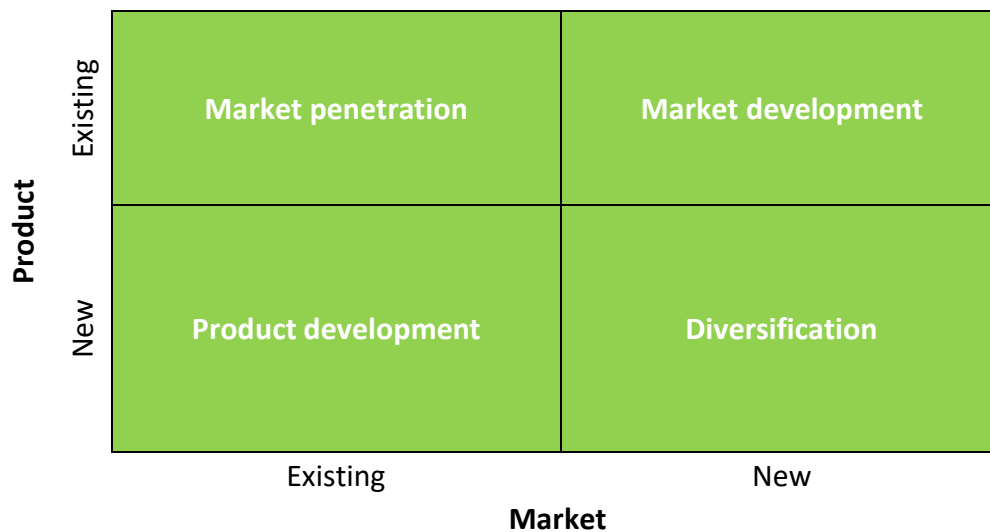 Product
Existing
Market penetration
Market development
New
Product development
Diversification
Existing
New
Market